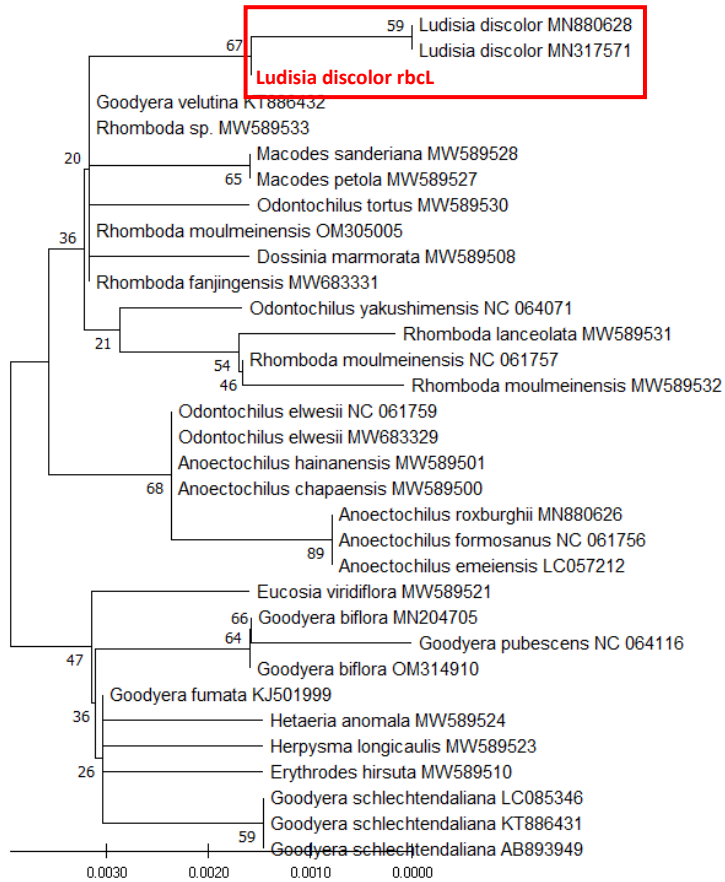 59 Ludisia discolor MN880628
67 Ludisia discolor MN317571
Ludisia discolor rbcL
Goodyera velutina KT886432
Rhomboda sp. MW589533
20 Macodes sanderiana MW589528
65 Macodes petola MW589527
Odontochilus tortus MW589530
36 Rhomboda moulmeinensis OM305005
Dossinia marmorata MW589508
Rhomboda fanjingensis MW683331
Odontochilus yakushimensis NC 064071
21 Rhomboda lanceolata MW589531
54 Rhomboda moulmeinensis NC 061757
46 Rhomboda moulmeinensis MW589532
Odontochilus elwesii NC 061759
Odontochilus elwesii MW683329
Anoectochilus hainanensis MW589501
68 Anoectochilus chapaensis MW589500
Anoectochilus roxburghii MN880626
89 Anoectochilus formosanus NC 061756
Anoectochilus emeiensis LC057212
Eucosia viridiflora MW589521
66 Goodyera biflora MN204705
64 Goodyera pubescens NC 064116
47 Goodyera biflora OM314910
Goodyera fumata KJ501999
36 Hetaeria anomala MW589524
Herpysma longicaulis MW589523
26 Erythrodes hirsuta MW589510
Goodyera schlechtendaliana LC085346
59 Goodyera schlechtendaliana KT886431
Goodyera schlechtendaliana AB893949
0.0030 0.0020 0.0010 0.0000